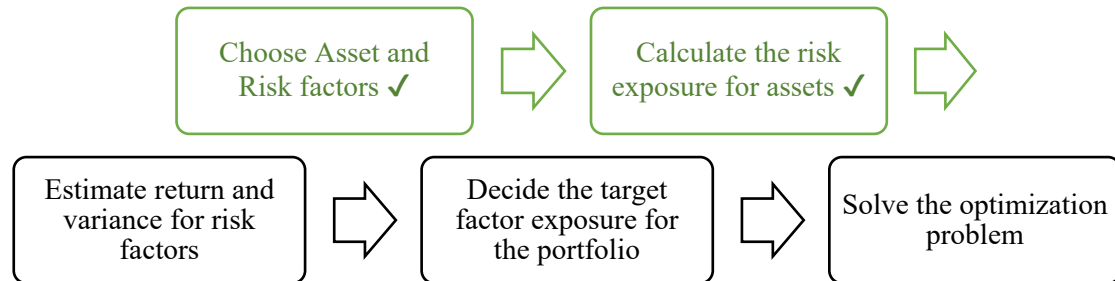 Choose Asset and
Risk factors ✓
Calculate the risk
exposure for assets ✓
Estimate return and
variance for risk
factors
Decide the target
factor exposure for
the portfolio
Solve the optimization
problem